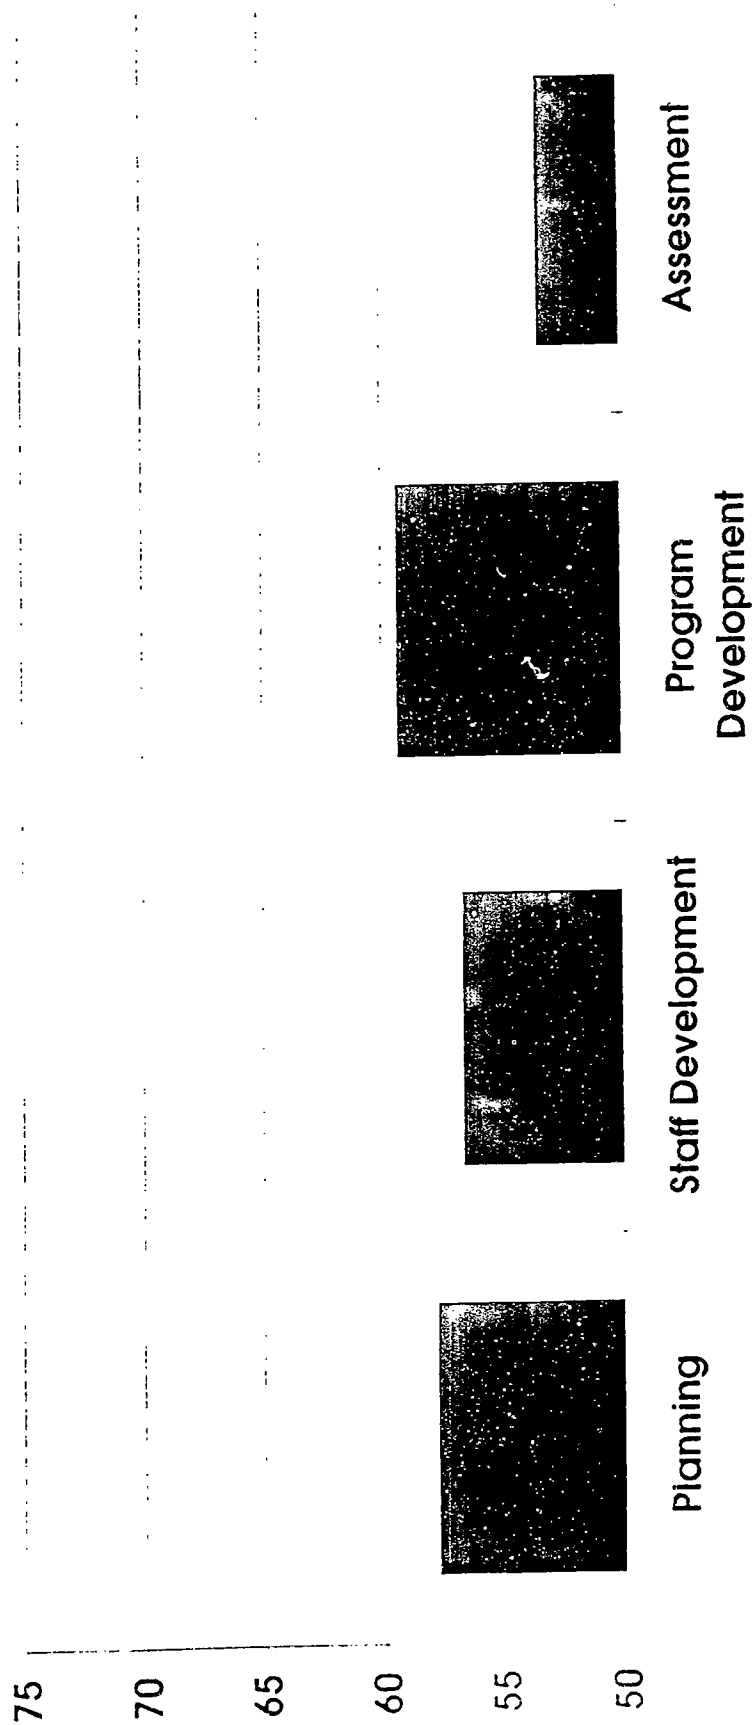 75
70
65
60
55
50
Planning
Staff Development
Program
Development
Assessment